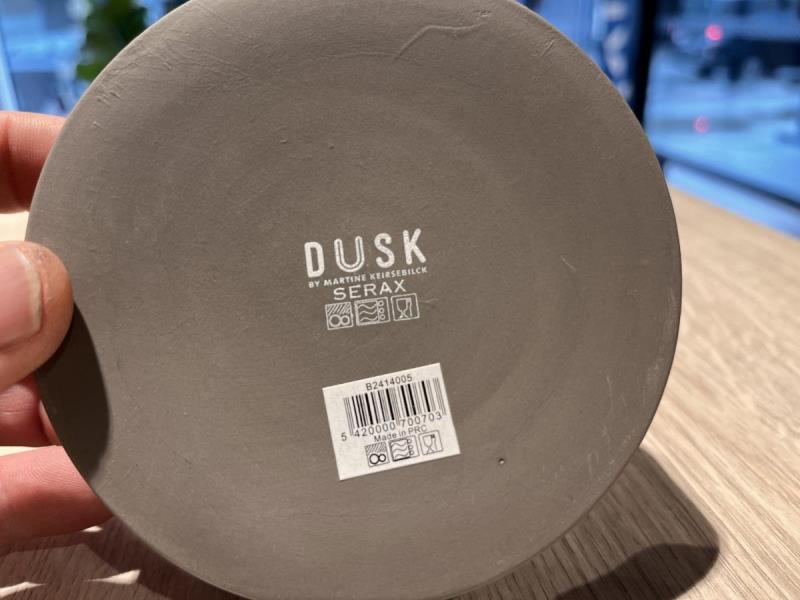 DUSK
BY MARTINE KEIRSEBILCK
SERAX
B2414005
5 420000 700703
Made in PRC